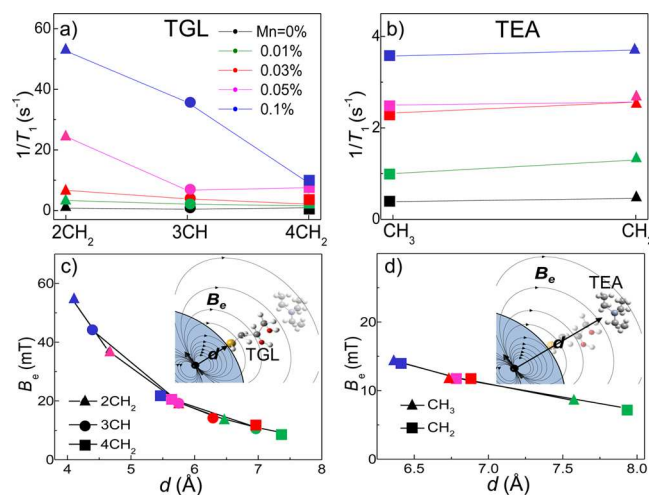 a) TGL
Mn=0%
0.01%
0.03%
0.05%
0.1%
1/T₁ (s⁻¹)
60
40
20
0
2CH₂ 3CH 4CH₂
b) TEA
1/T₁ (s⁻¹)
4
2
0
CH₃ CH₂
c)
Bₑ
d
TGL
Bₑ (mT)
60
40
20
0
2CH₂
3CH
4CH₂
4 5 6 7 8
d (Å)
d)
Bₑ
TEA
d
Bₑ (mT)
20
10
0
CH₃
CH₂
6.5 7.0 7.5 8.0
d (Å)